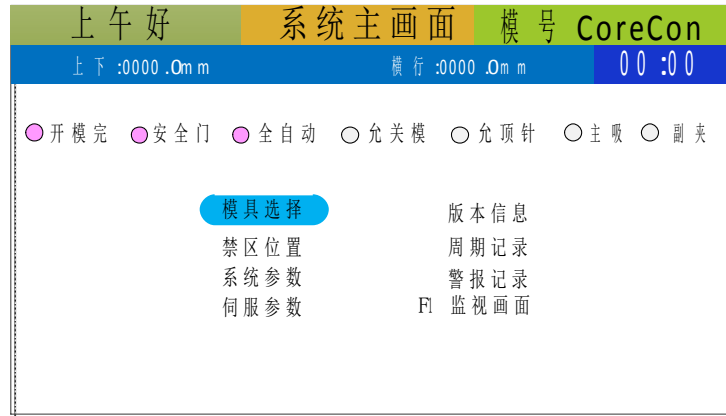 上午好 系统主画面 模号 CoreCon
上下:0000.0mm 横行:0000.0mm 00:00
开模完 安全门 全自动 允关模 允顶针 主吸 副夹
模具选择 版本信息
禁区位置 周期记录
系统参数 警报记录
伺服参数 F1 监视画面